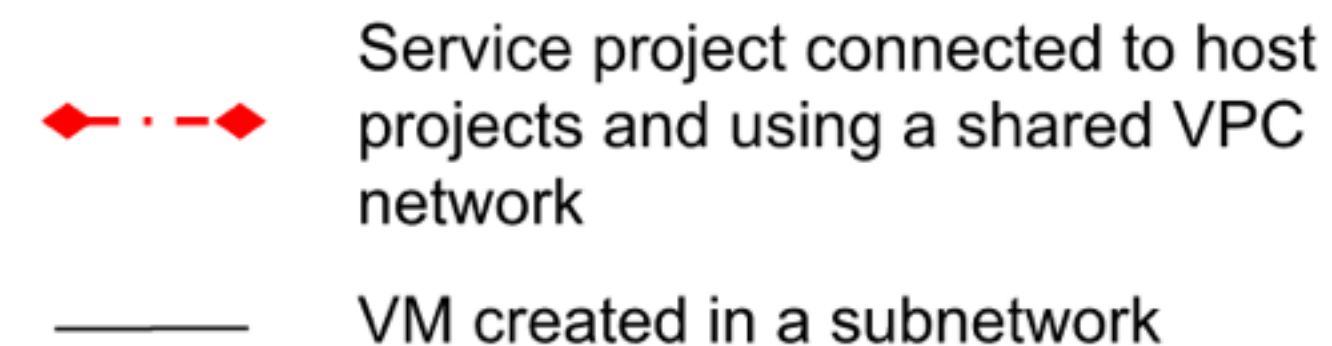 Service project connected to host
projects and using a shared VPC
network
VM created in a subnetwork